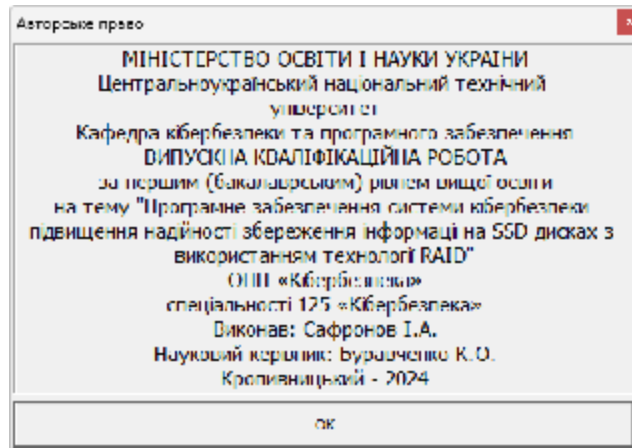 Авторське право
МІНІСТЕРСТВО ОСВІТИ І НАУКИ УКРАЇНИ
Центральноукраїнський національний технічний
університет
Кафедра кібербезпеки та програмного забезпечення
ВИПУСКНА КВАЛІФІКАЦІЙНА РОБОТА
за першим (бакалаврським) рівнем вищої освіти
на тему "Програмне забезпечення системи кібербезпеки
підвищення надійності збереження інформації на SSD дисках з
використанням технології RAID"
ОПП «Кібербезпека»
спеціальності 125 «Кібербезпека»
Виконав: Сафронов І.А.
Науковий керівник: Буравченко К.О.
Кропивницький - 2024
ОК